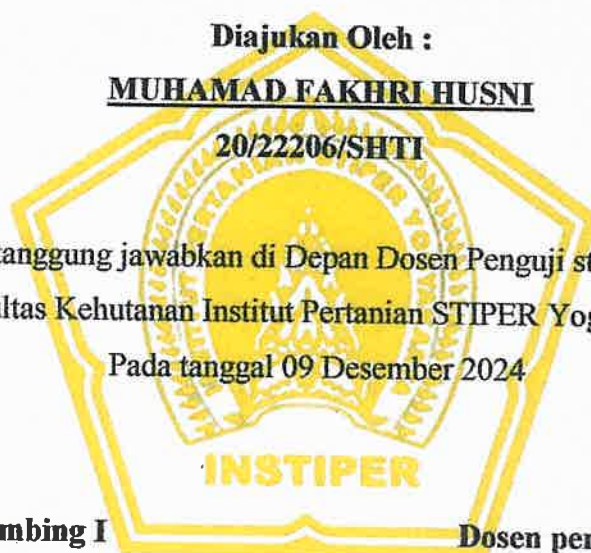 Diajukan Oleh :
MUHAMAD FAKHRI HUSNI
20/22206/SHTI
tanggung jawabkan di Depan Dosen Penguji
ltas Kehutanan Institut Pertanian STIPER
Pada tanggal 09 Desember 2024
INSTIPER
mbing I
Dosen